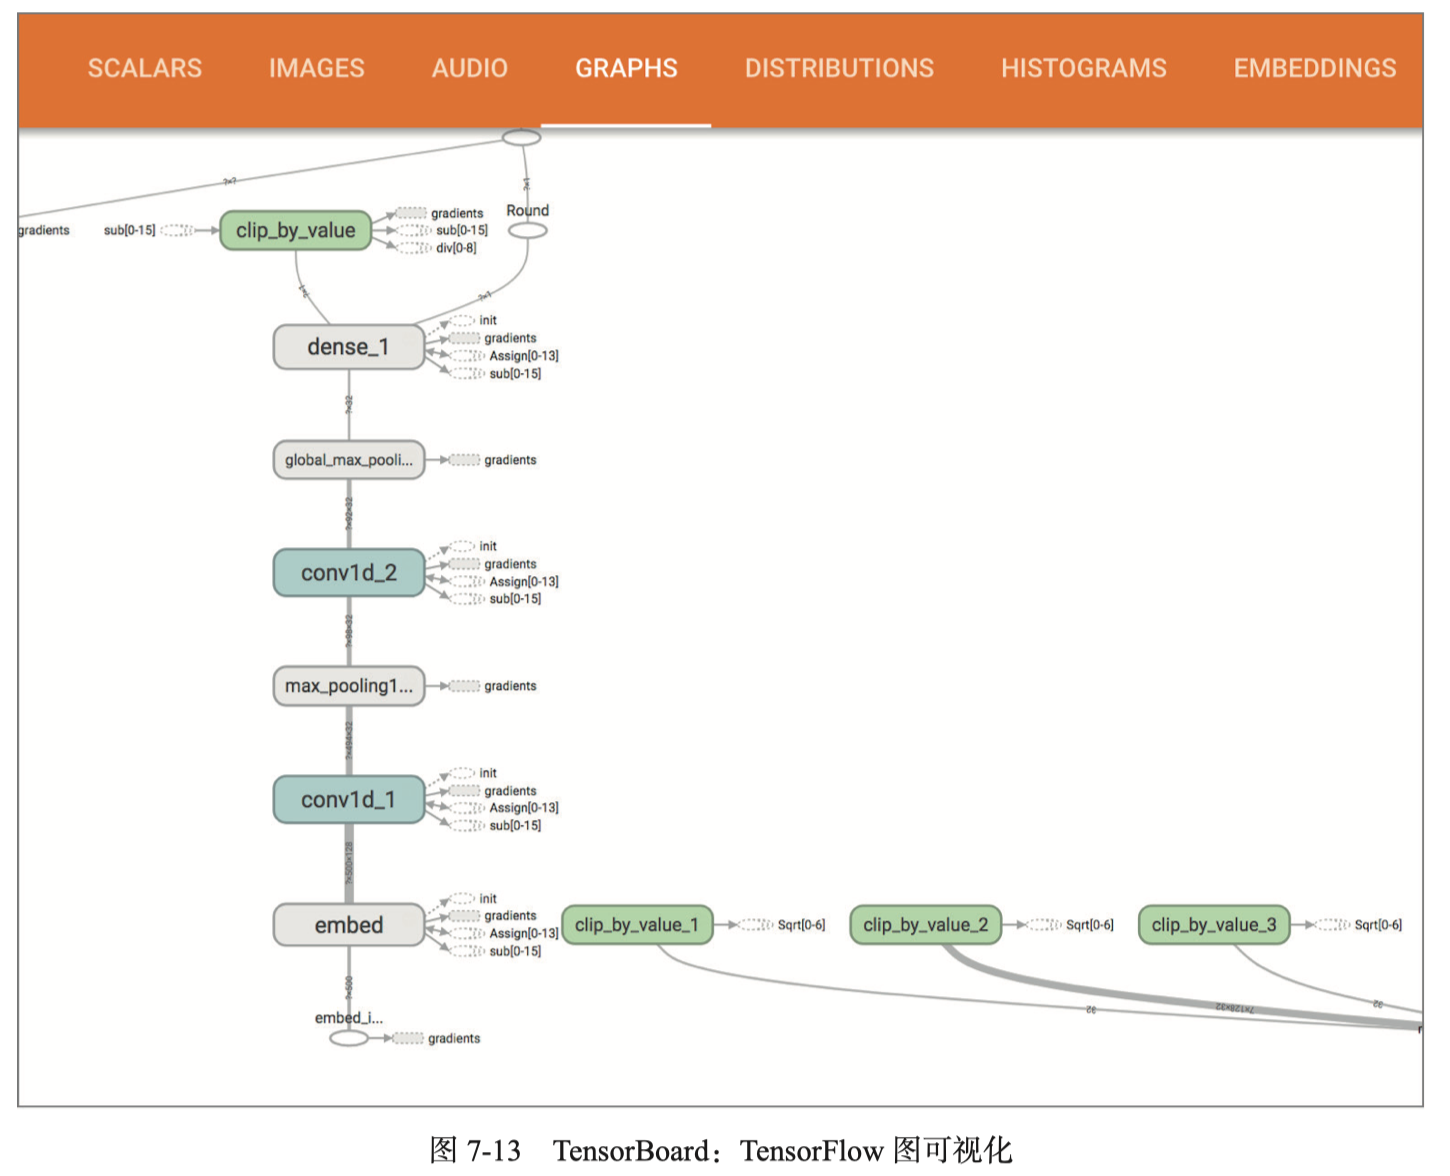 SCALARS IMAGES AUDIO GRAPHS DISTRIBUTIONS HISTOGRAMS EMBEDDINGS
?×?
?×1
gradients
sub[0-15]
clip_by_value
gradients
sub[0-15]
div[0-8]
Round
?×1
?×1
dense_1
init
gradients
Assign[0-13]
sub[0-15]
?×32
global_max_pooli...
gradients
?×92×32
conv1d_2
init
gradients
Assign[0-13]
sub[0-15]
?×98×32
max_pooling1...
gradients
?×494×32
conv1d_1
init
gradients
Assign[0-13]
sub[0-15]
?×500×128
embed
init
gradients
Assign[0-13]
sub[0-15]
clip_by_value_1
Sqrt[0-6]
clip_by_value_2
Sqrt[0-6]
clip_by_value_3
Sqrt[0-6]
?×500
32
7×128×32
32
embed_i...
gradients
图 7-13 TensorBoard：TensorFlow 图可视化